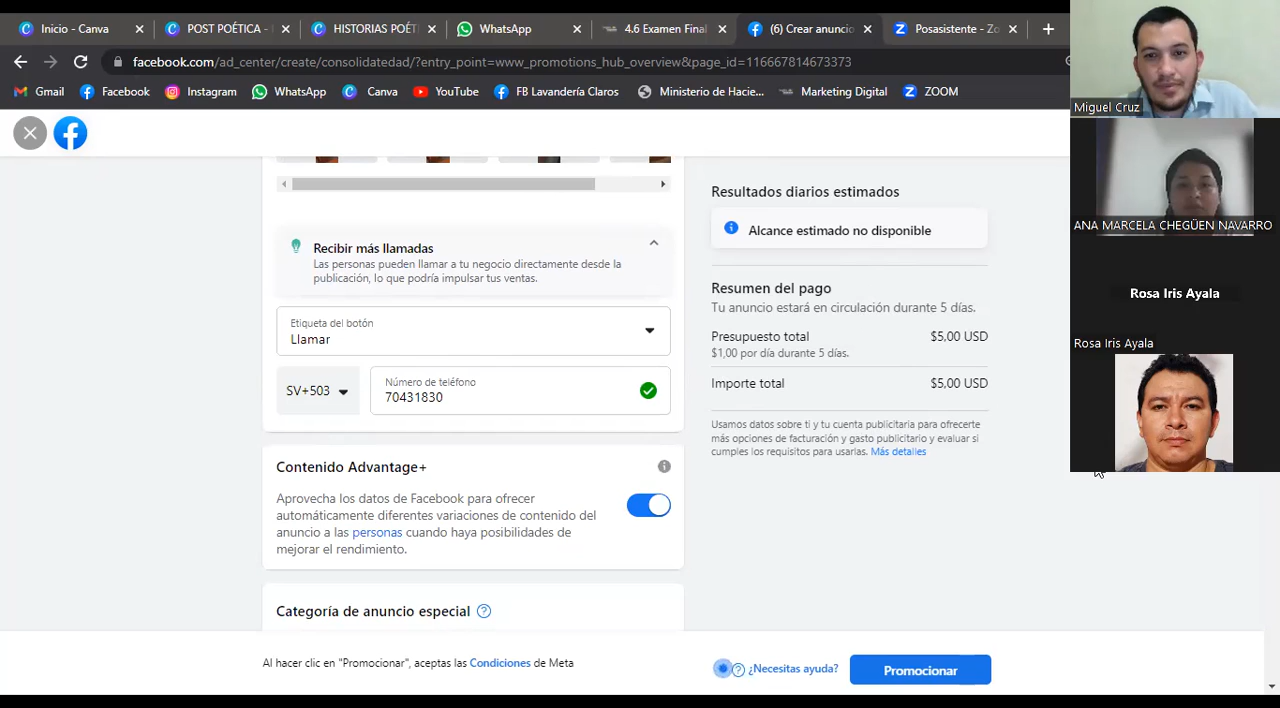 Inicio - Canva
POST POÉTICA -
HISTORIAS POÉT
WhatsApp
4.6 Examen Final
(6) Crear anuncio
Posasistente - Zo
facebook.com/ad_center/create/consolidatedad/?entry_point=www_promotions_hub_overview&page_id=116667814673373
Gmail
Facebook
Instagram
WhatsApp
Canva
YouTube
FB Lavandería Claros
Ministerio de Hacie...
Marketing Digital
ZOOM
Recibir más llamadas
Las personas pueden llamar a tu negocio directamente desde la
publicación, lo que podría impulsar tus ventas.
Etiqueta del botón
Llamar
SV+503
Número de teléfono
70431830
Contenido Advantage+
Aprovecha los datos de Facebook para ofrecer
automáticamente diferentes variaciones de contenido del
anuncio a las personas cuando haya posibilidades de
mejorar el rendimiento.
Categoría de anuncio especial
Resultados diarios estimados
Alcance estimado no disponible
Resumen del pago
Tu anuncio estará en circulación durante 5 días.
Presupuesto total $5,00 USD
$1,00 por día durante 5 días.
Importe total $5,00 USD
Usamos datos sobre ti y tu cuenta publicitaria para ofrecerte
más opciones de facturación y gasto publicitario y evaluar si
cumples los requisitos para usarlas. Más detalles
Al hacer clic en "Promocionar", aceptas las Condiciones de Meta
¿Necesitas ayuda?
Promocionar
Miguel Cruz
ANA MARCELA CHEGÜEN NAVARRO
Rosa Iris Ayala
Rosa Iris Ayala